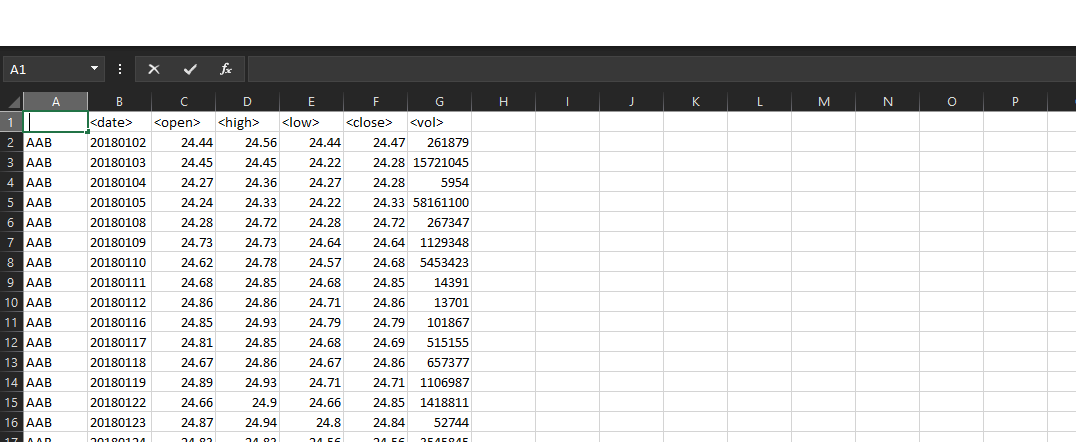 A1 fx
A B C D E F G H I J K L M N O P
1 <date> <open> <high> <low> <close> <vol>
2 AAB 20180102 24.44 24.56 24.44 24.47 261879
3 AAB 20180103 24.45 24.45 24.22 24.28 15721045
4 AAB 20180104 24.27 24.36 24.27 24.28 5954
5 AAB 20180105 24.24 24.33 24.22 24.33 58161100
6 AAB 20180108 24.28 24.72 24.28 24.72 267347
7 AAB 20180109 24.73 24.73 24.64 24.64 1129348
8 AAB 20180110 24.62 24.78 24.57 24.68 5453423
9 AAB 20180111 24.68 24.85 24.68 24.85 14391
10 AAB 20180112 24.86 24.86 24.71 24.86 13701
11 AAB 20180116 24.85 24.93 24.79 24.79 101867
12 AAB 20180117 24.81 24.85 24.68 24.69 515155
13 AAB 20180118 24.67 24.86 24.67 24.86 657377
14 AAB 20180119 24.89 24.93 24.71 24.71 1106987
15 AAB 20180122 24.66 24.9 24.66 24.85 1418811
16 AAB 20180123 24.87 24.94 24.8 24.84 52744
17 AAB 20180124